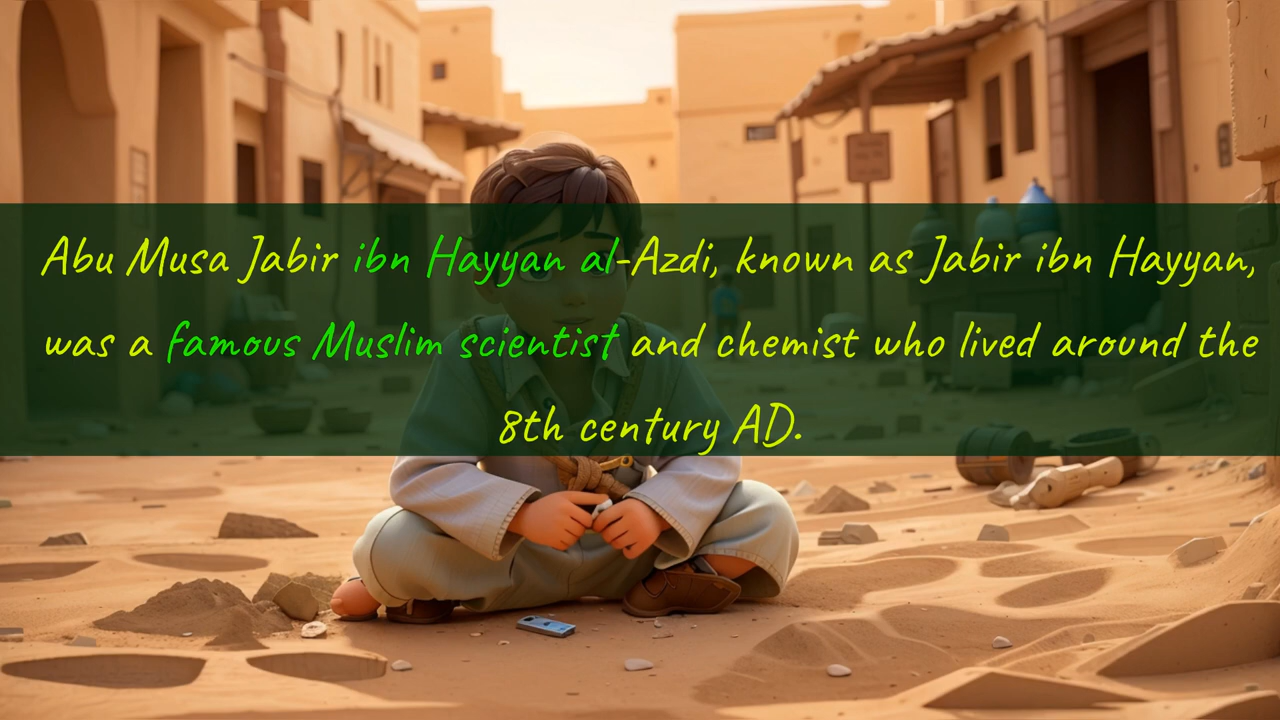 Abu Musa Jabir ibn Hayyan al-Azdi, known as Jabir ibn Hayyan,
was a famous Muslim scientist and chemist who lived around the
8th century AD.